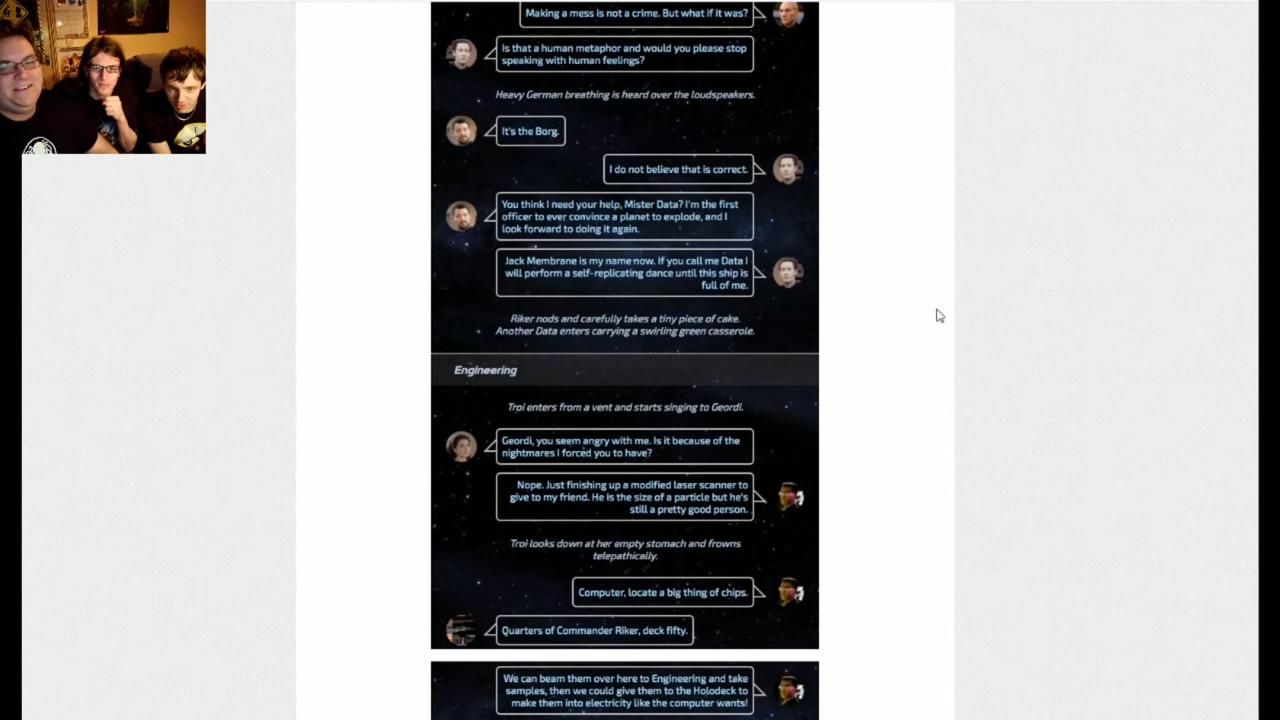 Making a mess is not a crime. But what if it was?
Is that a human metaphor and would you please stop
speaking with human feelings?
Heavy German breathing is heard over the loudspeakers.
It's the Borg.
I do not believe that is correct.
You think I need your help, Mister Data? I'm the first
officer to ever convince a planet to explode, and I
look forward to doing it again.
Jack Membrane is my name now. If you call me Data I
will perform a self-replicating dance until this ship is
full of me.
Riker nods and carefully takes a tiny piece of cake.
Another Data enters carrying a swirling green casserole.
Engineering
Troi enters from a vent and starts singing to Geordi.
Geordi, you seem angry with me. Is it because of the
nightmares I forced you to have?
Nope. Just finishing up a modified laser scanner to
give to my friend. He is the size of a particle but he's
still a pretty good person.
Troi looks down at her empty stomach and frowns
telepathically.
Computer, locate a big thing of chips.
Quarters of Commander Riker, deck fifty.
We can beam them over here to Engineering and take
samples, then we could give them to the Holodeck to
make them into electricity like the computer wants!